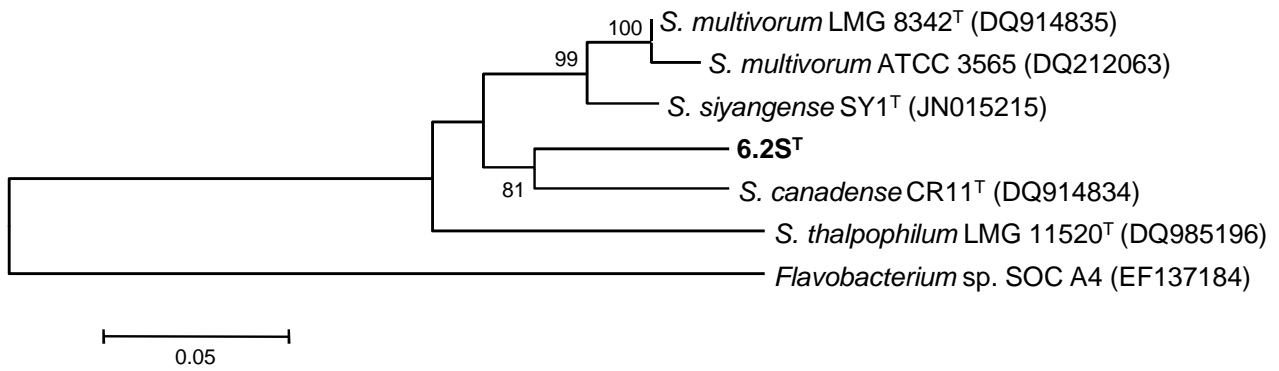 100
S. multivorum LMG 8342ᵀ (DQ914835)
99
S. multivorum ATCC 3565 (DQ212063)
S. siyangense SY1ᵀ (JN015215)
6.2Sᵀ
81
S. canadense CR11ᵀ (DQ914834)
S. thalpophilum LMG 11520ᵀ (DQ985196)
Flavobacterium sp. SOC A4 (EF137184)
0.05